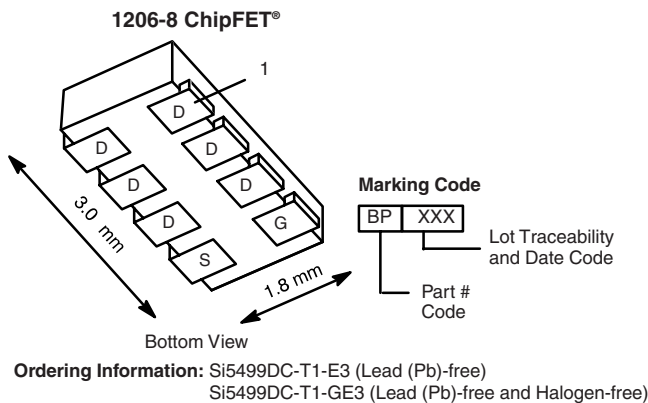 1206-8 ChipFET®
1
D
D
D
D
D
D
G
S
3.0 mm
1.8 mm
Bottom View
Marking Code
BP XXX
Lot Traceability
and Date Code
Part #
Code
Ordering Information: Si5499DC-T1-E3 (Lead (Pb)-free)
Si5499DC-T1-GE3 (Lead (Pb)-free and Halogen-free)